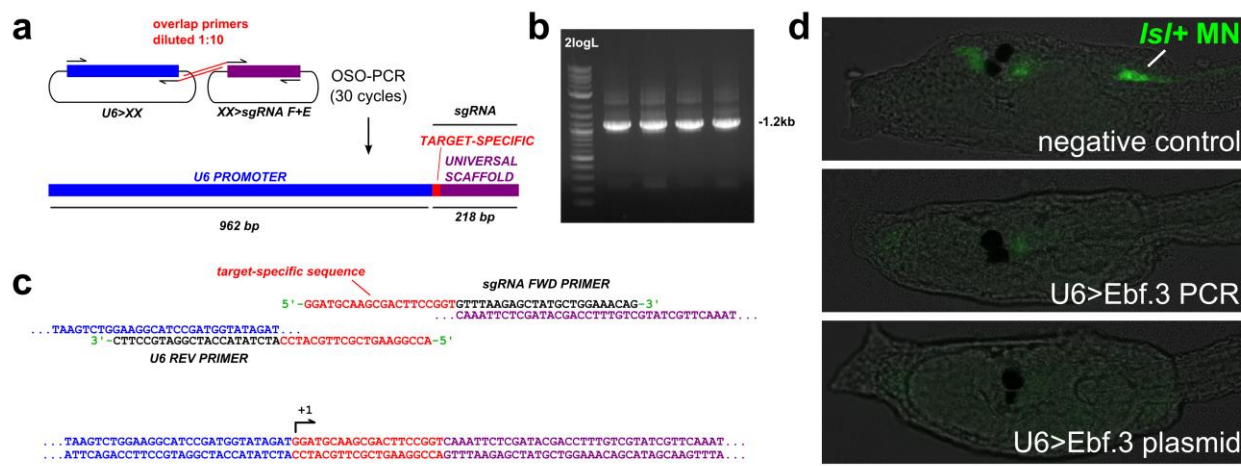 a
overlap primers
diluted 1:10
U6>XX
XX>sgRNA F+E
OSO-PCR
(30 cycles)
sgRNA
TARGET-SPECIFIC
U6 PROMOTER
UNIVERSAL
SCAFFOLD
962 bp
218 bp
b
2logL
-1.2kb
c
target-specific sequence
sgRNA FWD PRIMER
5'-GGATGCAAGCGACTTCCGGTGTTTAAGAGCTATGCTGGAAACAG-3'
...CAAATTCTCGATACGACCTTTGTCGTATCGTTCAAAT...
...TAAGTCTGGAAGGCATCCGATGGTATAGAT...
3'-CTTCCGTAGGCTACCATATCTACCTACGTTCGCTGAAGGCCA-5'
U6 REV PRIMER
+1
...TAAGTCTGGAAGGCATCCGATGGTATAGATGGATGCAAGCGACTTCCGGTCAAATTCTCGATACGACCTTTGTCGTATCGTTCAAAT...
...ATTCAGACCTTCCGTAGGCTACCATATCTACCTACGTTCGCTGAAGGCCAGTTTAAGAGCTATGCTGGAAACAGCATAGCAAGTTTA...
d
Isl+ MN
negative control
U6>Ebf.3 PCR
U6>Ebf.3 plasmid